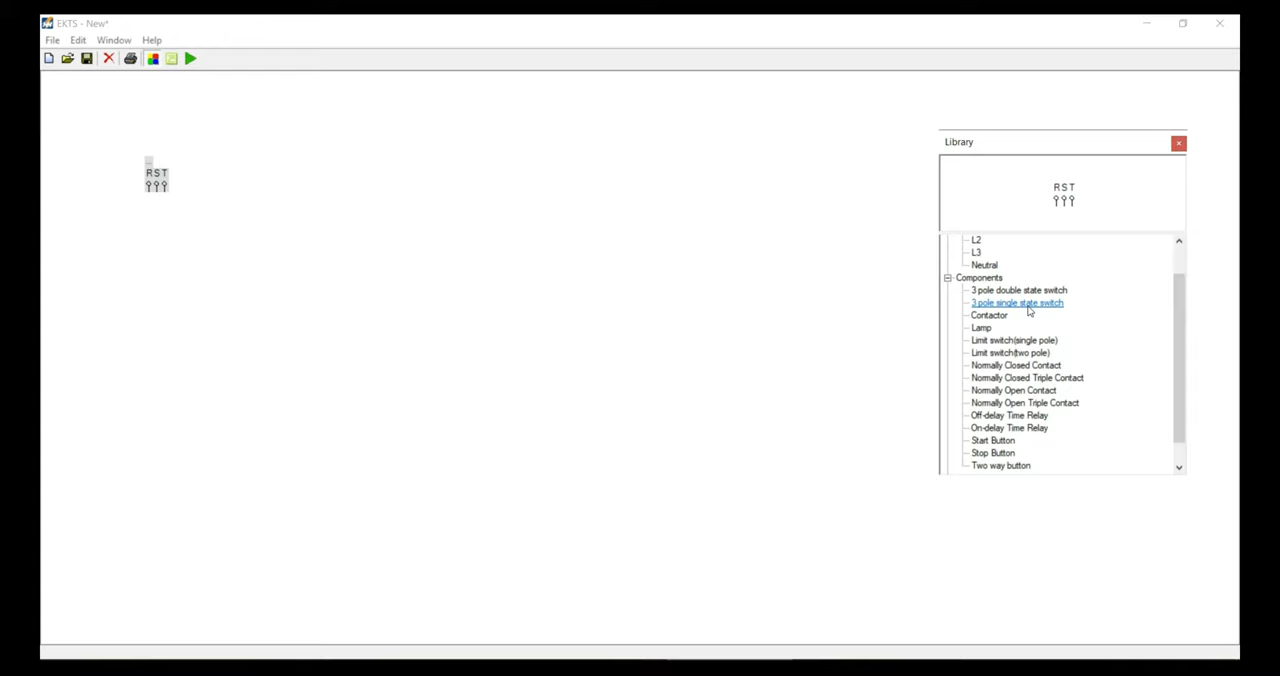 EKTS - New*
File Edit Window Help
Library
R S T
R S T
L2
L3
Neutral
Components
3 pole double state switch
3 pole single state switch
Contactor
Lamp
Limit switch(single pole)
Limit switch(two pole)
Normally Closed Contact
Normally Closed Triple Contact
Normally Open Contact
Normally Open Triple Contact
Off-delay Time Relay
On-delay Time Relay
Start Button
Stop Button
Two way button